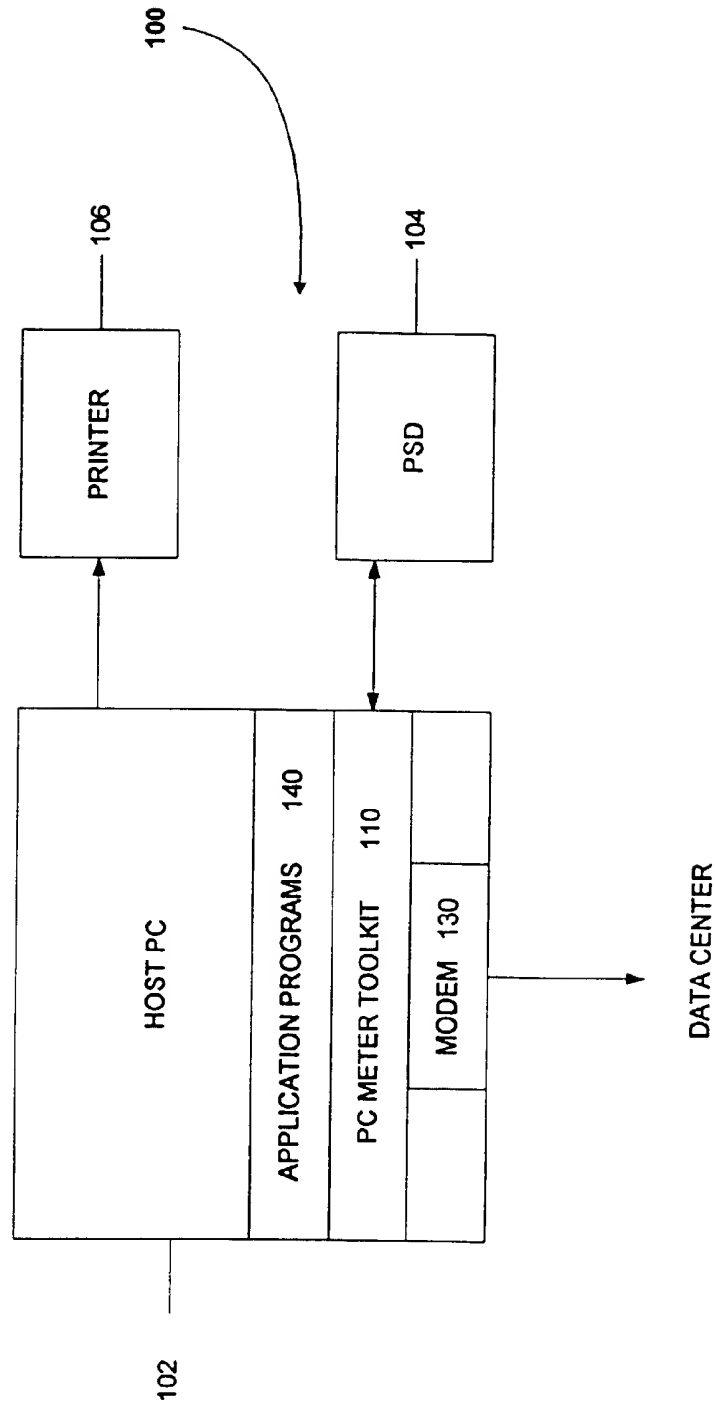 100
106
PRINTER
104
PSD
HOST PC
APPLICATION PROGRAMS 140
PC METER TOOLKIT 110
MODEM 130
102
DATA CENTER